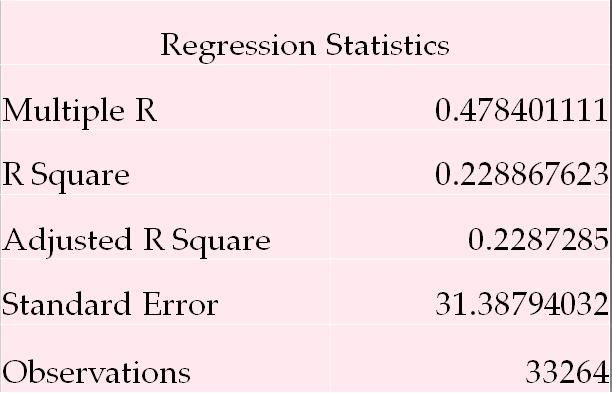 Regression Statistics
Multiple R 0.478401111
R Square 0.228867623
Adjusted R Square 0.2287285
Standard Error 31.38794032
Observations 33264